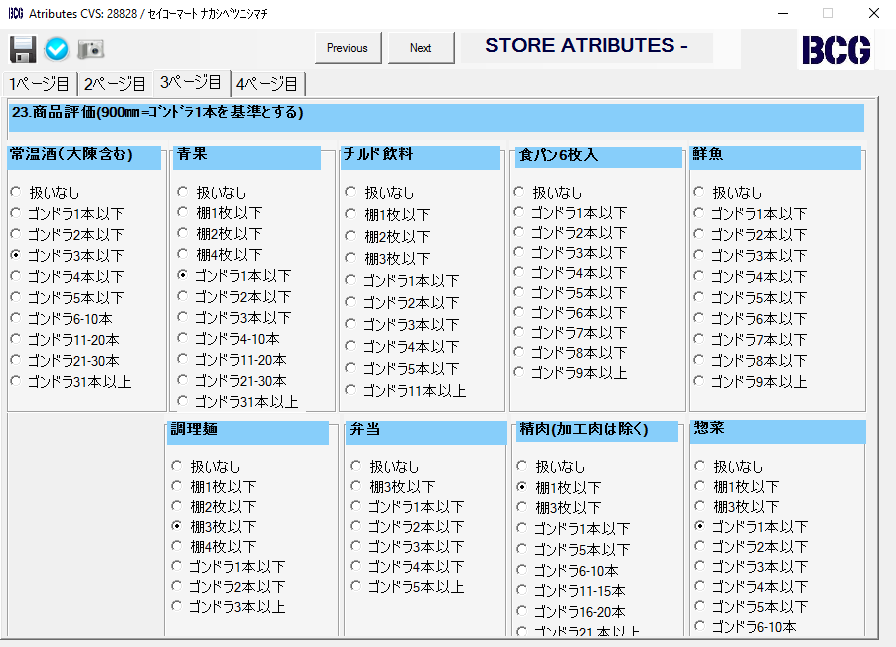 BCG Atributes CVS: 28828 / セイコーマート ナカシベツニシマチ
Previous
Next
STORE ATRIBUTES -
BCG
1ページ目
2ページ目
3ページ目
4ページ目
23.商品評価(900mm=ｺﾞﾝﾄﾞﾗ1本を基準とする)
常温酒(大陳含む)
扱いなし
ゴンドラ1本以下
ゴンドラ2本以下
ゴンドラ3本以下
ゴンドラ4本以下
ゴンドラ5本以下
ゴンドラ6-10本
ゴンドラ11-20本
ゴンドラ21-30本
ゴンドラ31本以上
青果
扱いなし
棚1枚以下
棚2枚以下
棚4枚以下
ゴンドラ1本以下
ゴンドラ2本以下
ゴンドラ3本以下
ゴンドラ4-10本
ゴンドラ11-20本
ゴンドラ21-30本
ゴンドラ31本以上
チルド飲料
扱いなし
棚1枚以下
棚2枚以下
棚3枚以下
ゴンドラ1本以下
ゴンドラ2本以下
ゴンドラ3本以下
ゴンドラ4本以下
ゴンドラ5本以下
ゴンドラ11本以上
食パン6枚入
扱いなし
ゴンドラ1本以下
ゴンドラ2本以下
ゴンドラ3本以下
ゴンドラ4本以下
ゴンドラ5本以下
ゴンドラ6本以下
ゴンドラ7本以下
ゴンドラ8本以下
ゴンドラ9本以上
鮮魚
扱いなし
ゴンドラ1本以下
ゴンドラ2本以下
ゴンドラ3本以下
ゴンドラ4本以下
ゴンドラ5本以下
ゴンドラ6本以下
ゴンドラ7本以下
ゴンドラ8本以下
ゴンドラ9本以上
調理麺
扱いなし
棚1枚以下
棚2枚以下
棚3枚以下
棚4枚以下
ゴンドラ1本以下
ゴンドラ2本以下
ゴンドラ3本以上
弁当
扱いなし
棚3枚以下
ゴンドラ1本以下
ゴンドラ2本以下
ゴンドラ3本以下
ゴンドラ4本以下
ゴンドラ5本以上
精肉(加工肉は除く)
扱いなし
棚1枚以下
棚3枚以下
ゴンドラ1本以下
ゴンドラ5本以下
ゴンドラ6-10本
ゴンドラ11-15本
ゴンドラ16-20本
ゴンドラ21本以上
惣菜
扱いなし
棚1枚以下
棚3枚以下
ゴンドラ1本以下
ゴンドラ2本以下
ゴンドラ3本以下
ゴンドラ4本以下
ゴンドラ5本以下
ゴンドラ6-10本